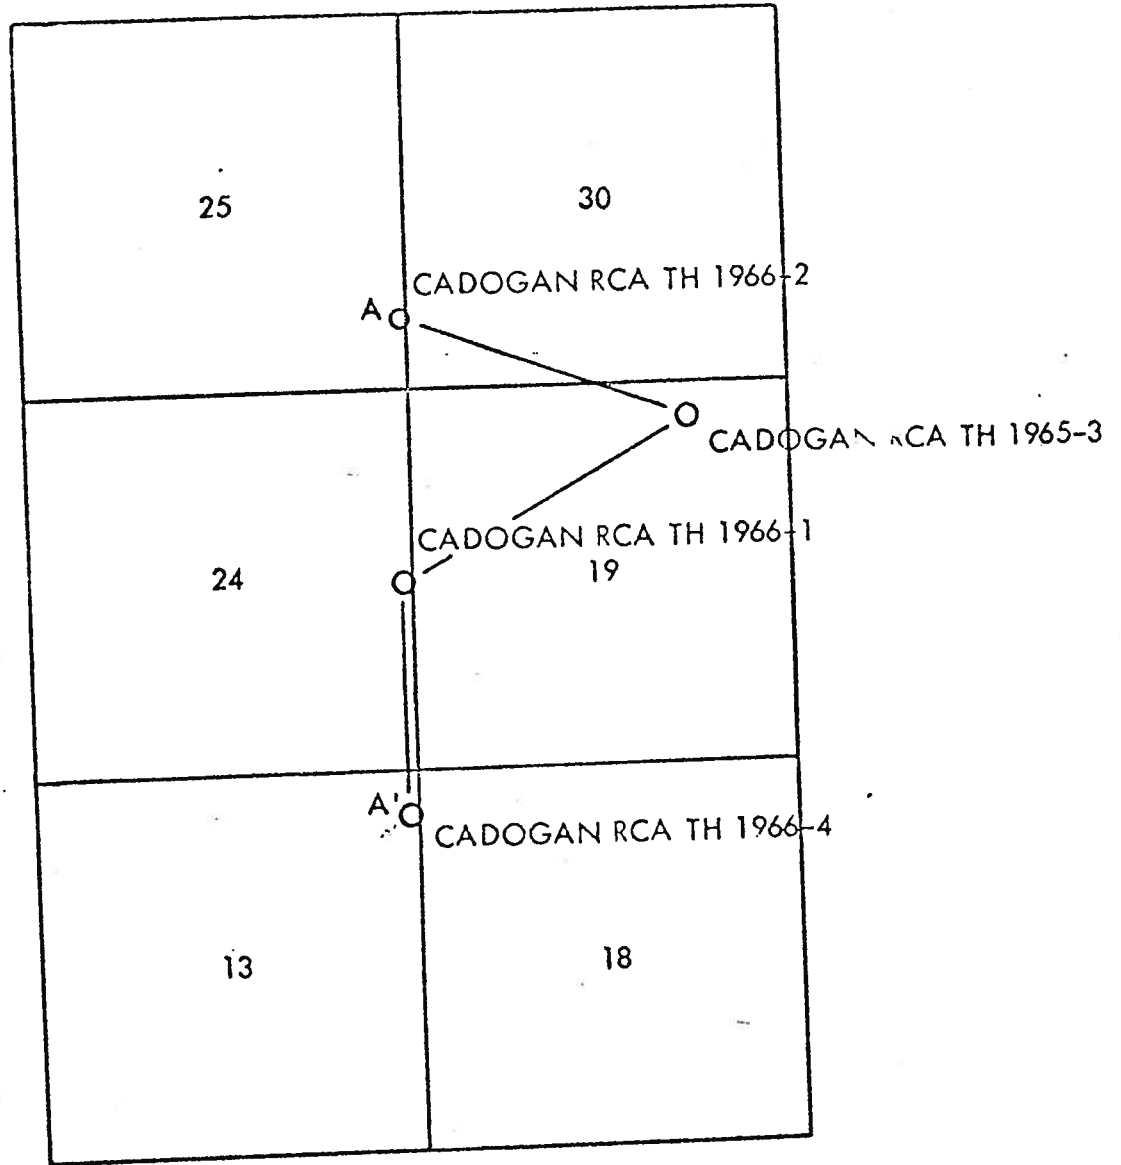 25
30
CADOGAN RCA TH 1966-2
A
CADOGAN RCA TH 1965-3
CADOGAN RCA TH 1966-1
24
19
A'
CADOGAN RCA TH 1966-4
13
18